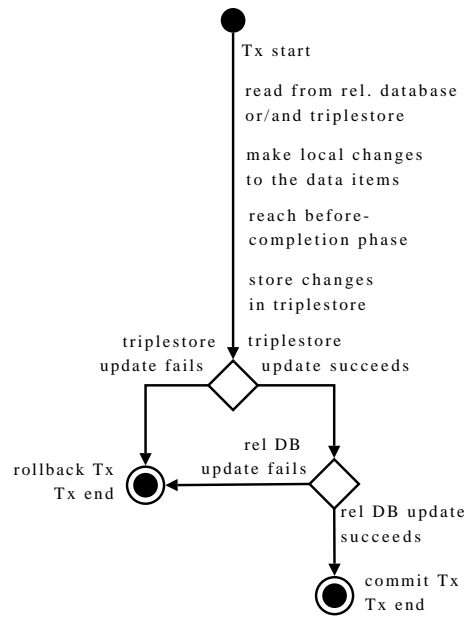 Tx start
read from rel. database
or/and triplestore
make local changes
to the data items
reach before-
completion phase
store changes
in triplestore
triplestore
update fails
triplestore
update succeeds
rel DB
update fails
rollback Tx
Tx end
rel DB update
succeeds
commit Tx
Tx end